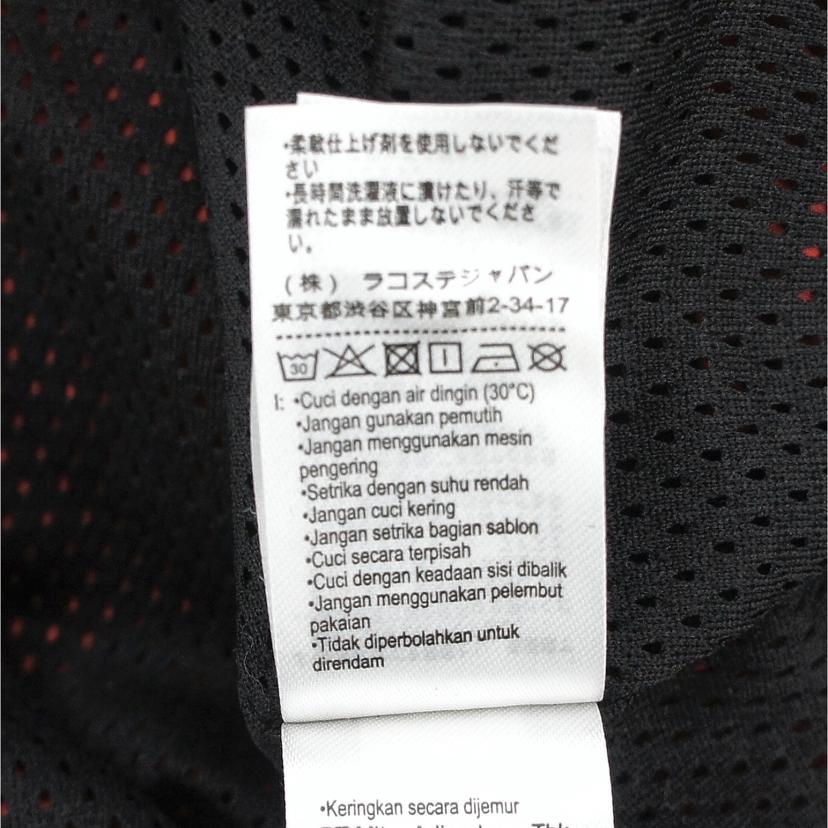 •柔軟仕上げ剤を使用しないでくだ
さい
•長時間洗濯液に漬けたり、汗等で
濡れたまま放置しないでくださ
い。
(株) ラコステジャパン
東京都渋谷区神宮前2-34-17
30
I: •Cuci dengan air dingin (30°C)
•Jangan gunakan pemutih
•Jangan menggunakan mesin
pengering
•Setrika dengan suhu rendah
•Jangan cuci kering
•Jangan setrika bagian sablon
•Cuci secara terpisah
•Cuci dengan keadaan sisi dibalik
•Jangan menggunakan pelembut
pakaian
•Tidak diperbolahkan untuk
direndam
•Keringkan secara dijemur